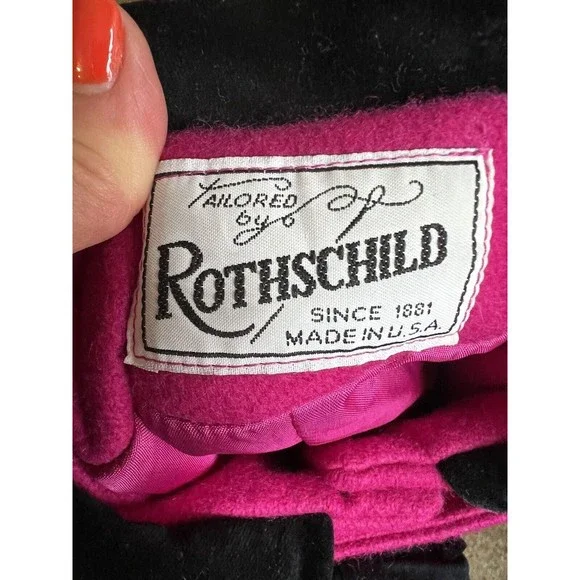 TAILORED
by
ROTHSCHILD
SINCE 1881
MADE IN U.S.A.